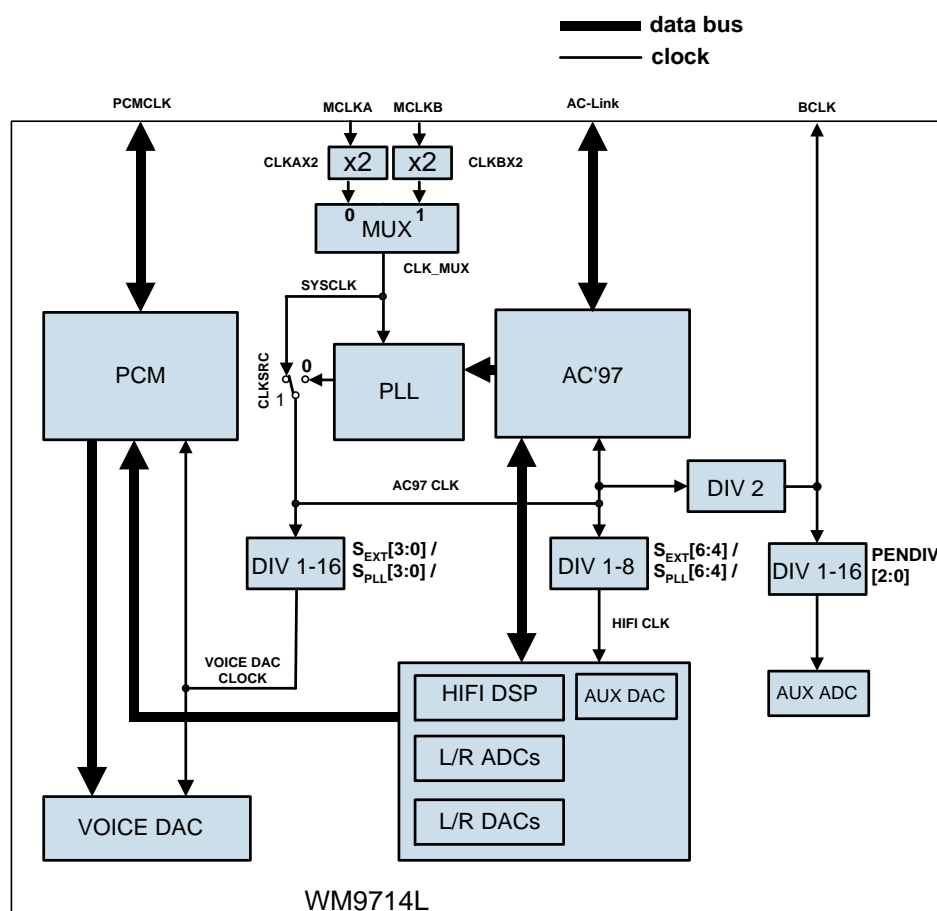 data bus
clock
PCMCLK
MCLKA
MCLKB
AC-Link
BCLK
CLKAX2
x2
x2
CLKBX2
0
1
MUX
CLK_MUX
SYSCLK
PCM
CLKSRC
0
1
PLL
AC'97
DIV 2
AC97 CLK
DIV 1-16
SEXT[3:0] /
SPLL[3:0] /
DIV 1-8
SEXT[6:4] /
SPLL[6:4] /
DIV 1-16
PENDIV
[2:0]
HIFI CLK
VOICE DAC
CLOCK
HIFI DSP
AUX DAC
AUX ADC
L/R ADCs
L/R DACs
VOICE DAC
WM9714L